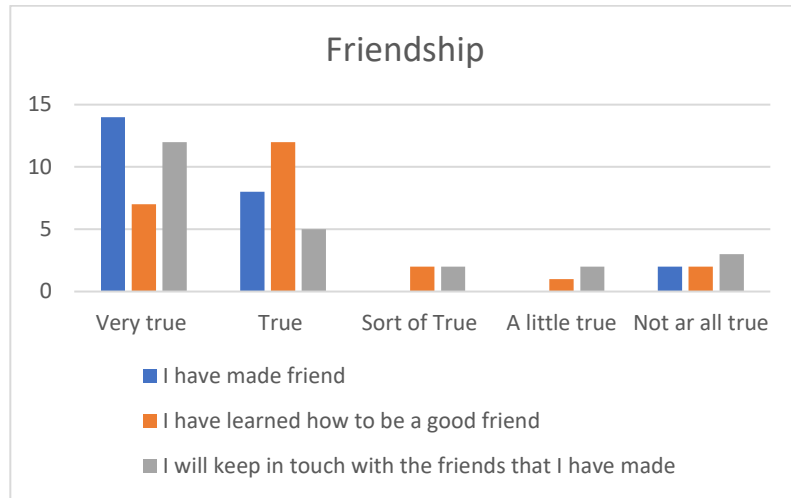 Friendship
15
10
5
0
Very true True Sort of True A little true Not ar all true
I have made friend
I have learned how to be a good friend
I will keep in touch with the friends that I have made